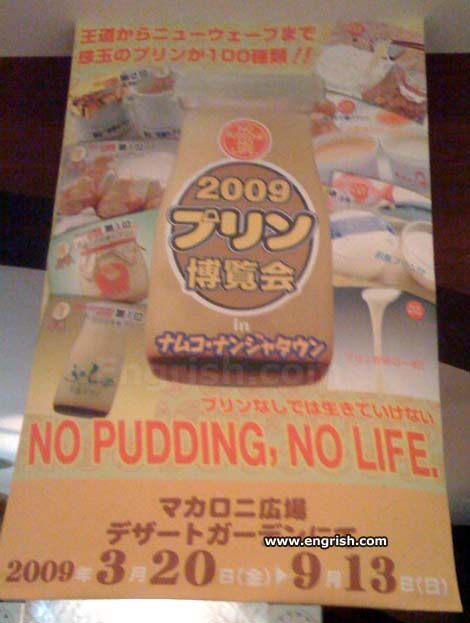 王道からニューウェーブまで
珠玉のプリンが100種類!!
2009
プリン
博覧会
in
ナムコ・ナンジャタウン
Engrish.com
プリンなしでは生きていけない
NO PUDDING, NO LIFE.
マカロニ広場
デザートガーデンにて
www.engrish.com
2009年3月20日(金)▶9月13日(日)